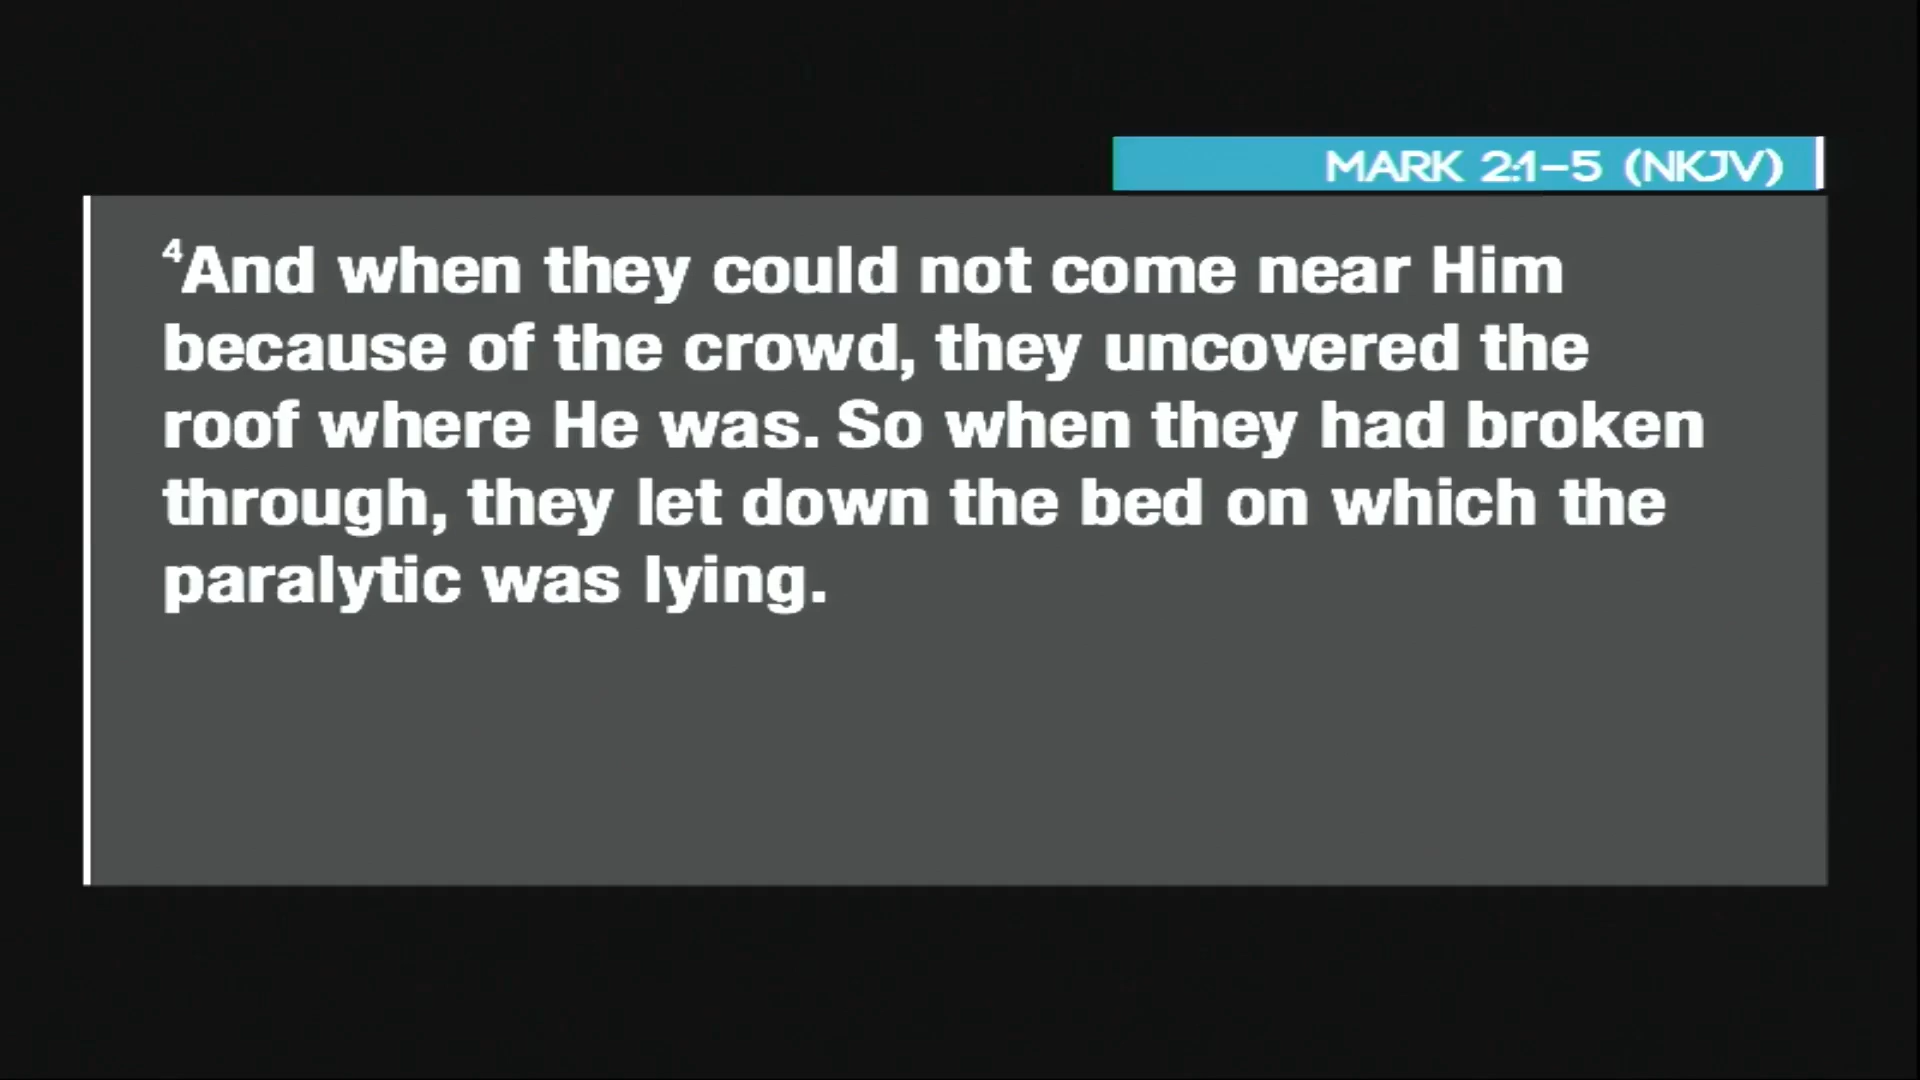 MARK 2:1–5 (NKJV)
⁴And when they could not come near Him
because of the crowd, they uncovered the
roof where He was. So when they had broken
through, they let down the bed on which the
paralytic was lying.